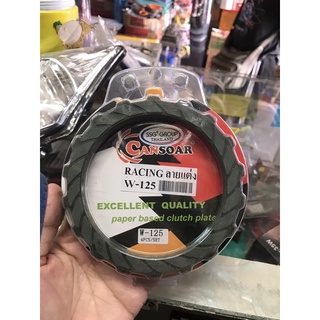 SSG GROUP
THAILAND
CANSOAR
RACING ลายแต่ง
W-125
EXCELLENT QUALITY
paper based clutch plate
W-125
6PCS/SET